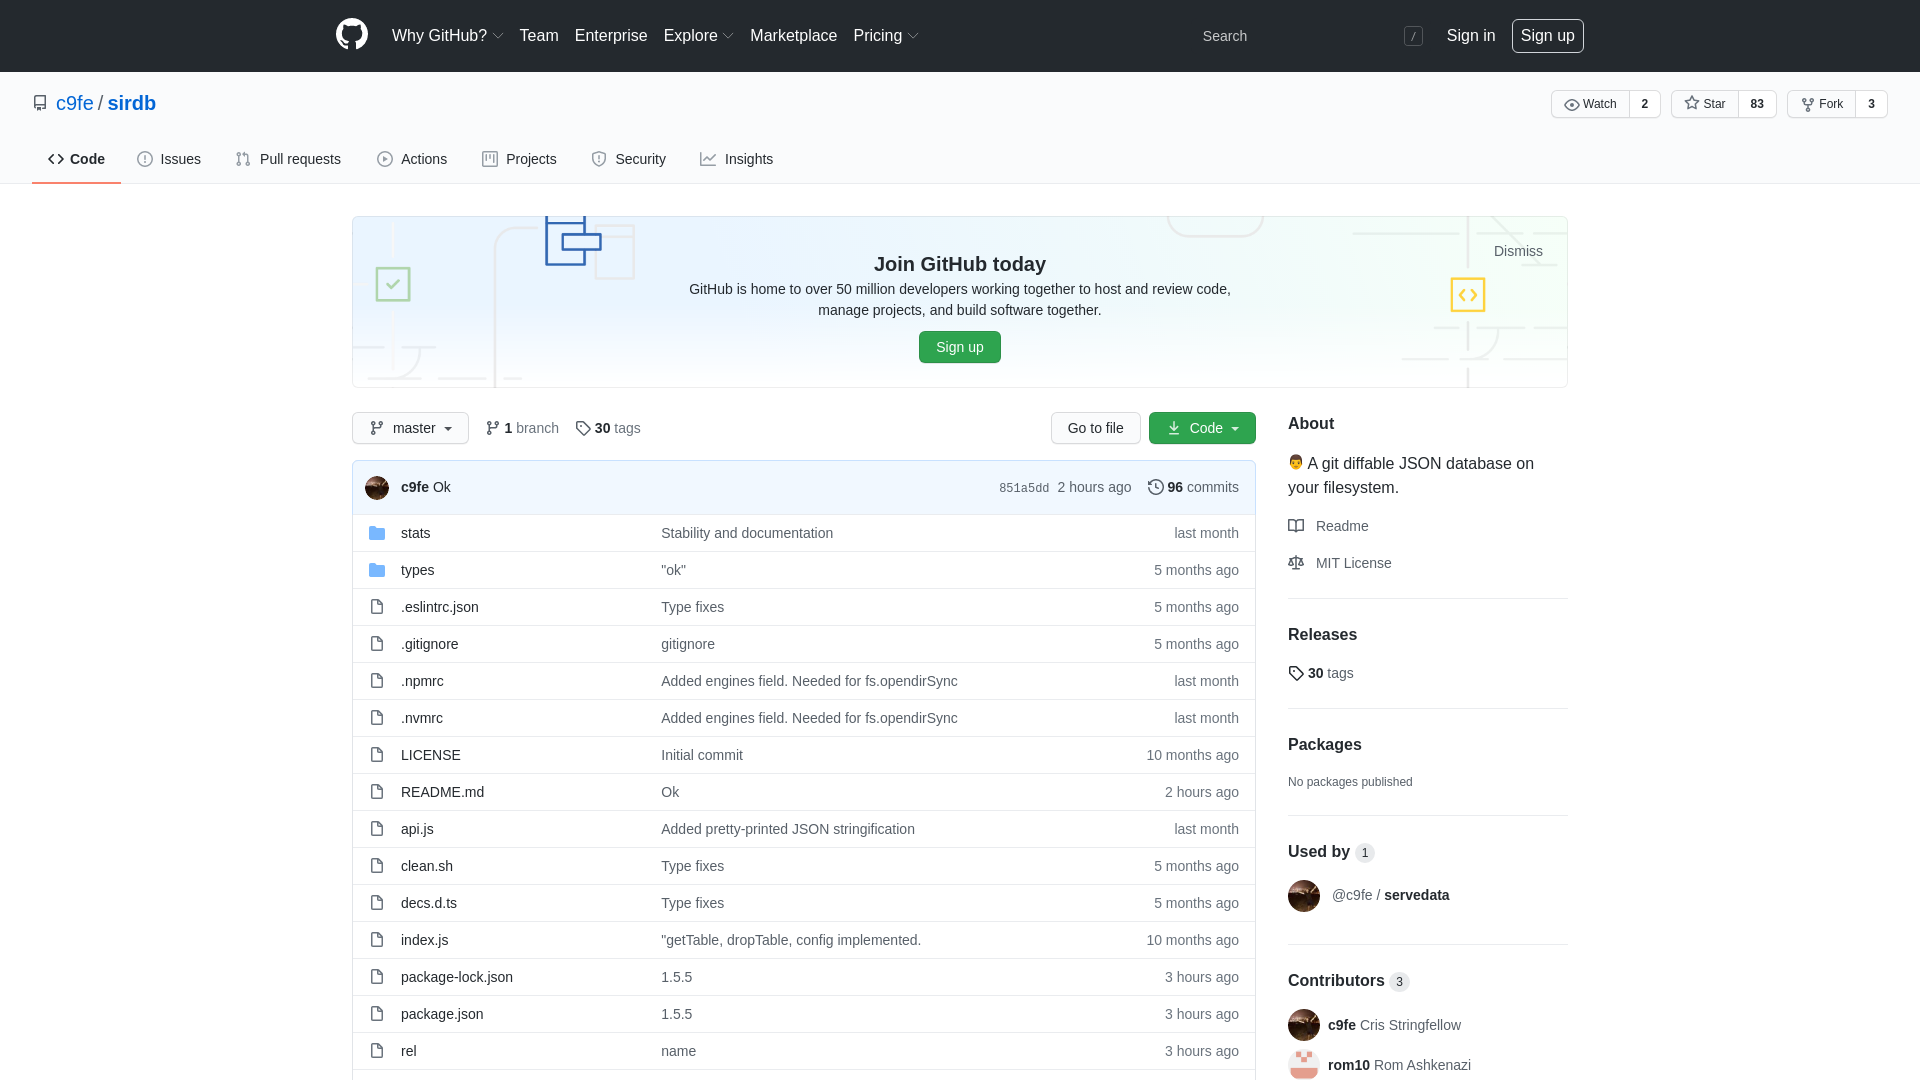 Why GitHub? Team Enterprise Explore Marketplace Pricing Search / Sign in Sign up
c9fe / sirdb Watch 2 Star 83 Fork 3
Code Issues Pull requests Actions Projects Security Insights
Dismiss
Join GitHub today
GitHub is home to over 50 million developers working together to host and review code,
manage projects, and build software together.
Sign up
master 1 branch 30 tags Go to file Code
c9fe Ok 851a5dd 2 hours ago 96 commits
stats Stability and documentation last month
types "ok" 5 months ago
.eslintrc.json Type fixes 5 months ago
.gitignore gitignore 5 months ago
.npmrc Added engines field. Needed for fs.opendirSync last month
.nvmrc Added engines field. Needed for fs.opendirSync last month
LICENSE Initial commit 10 months ago
README.md Ok 2 hours ago
api.js Added pretty-printed JSON stringification last month
clean.sh Type fixes 5 months ago
decs.d.ts Type fixes 5 months ago
index.js "getTable, dropTable, config implemented. 10 months ago
package-lock.json 1.5.5 3 hours ago
package.json 1.5.5 3 hours ago
rel name 3 hours ago
About
👨 A git diffable JSON database on
your filesystem.
Readme
MIT License
Releases
30 tags
Packages
No packages published
Used by 1
@c9fe / servedata
Contributors 3
c9fe Cris Stringfellow
rom10 Rom Ashkenazi